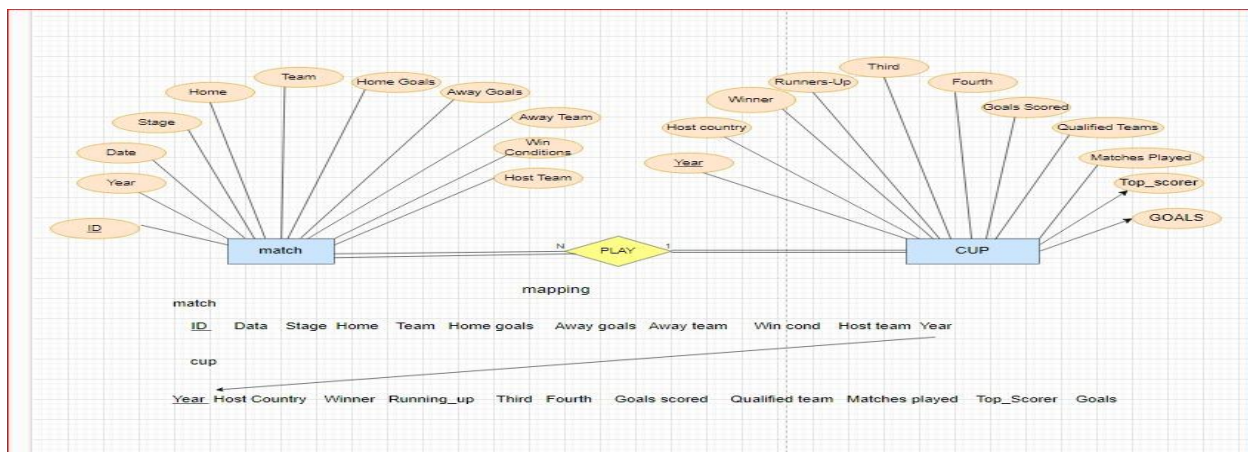 Team
Home Goals
Home
Away Goals
Stage
Away Team
Date
Win Conditions
Year
Host Team
ID
match
N
PLAY
1
CUP
Third
Runners-Up
Fourth
Winner
Goals Scored
Host country
Qualified Teams
Year
Matches Played
Top_scorer
GOALS
mapping
match
ID Data Stage Home Team Home goals Away goals Away team Win cond Host team Year
cup
Year Host Country Winner Running_up Third Fourth Goals scored Qualified team Matches played Top_Scorer Goals